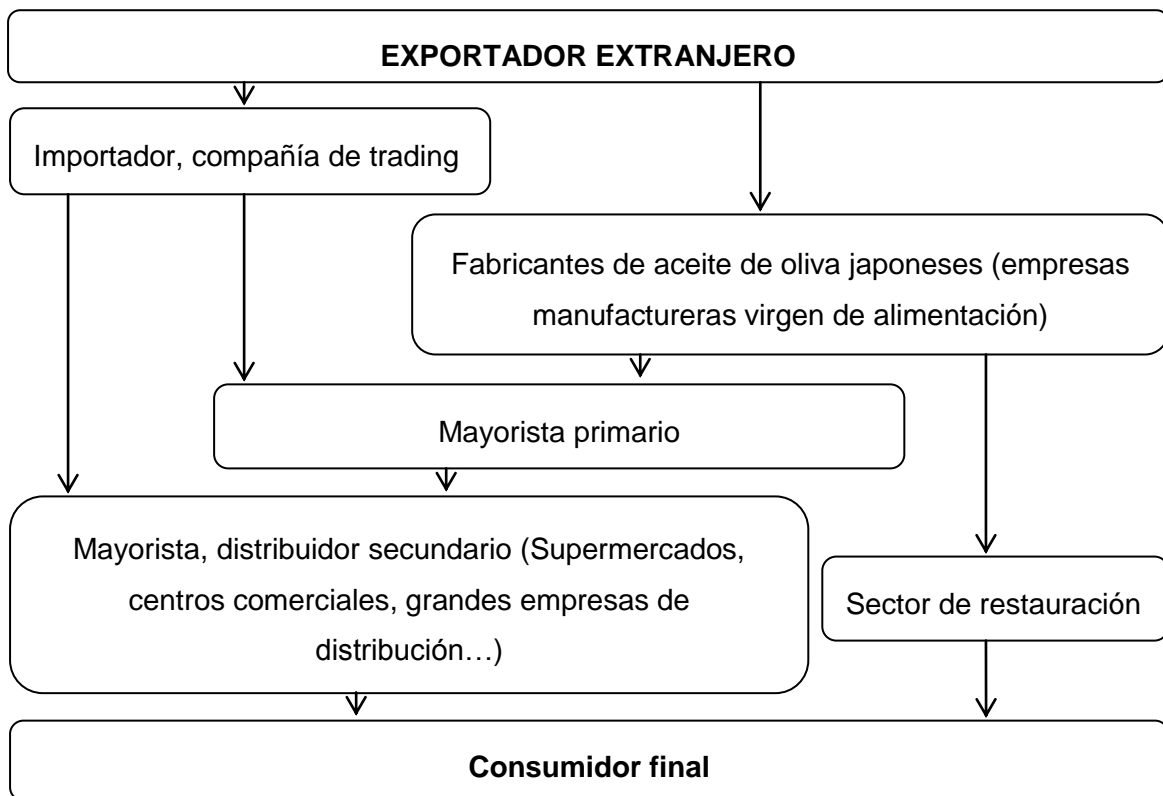 EXPORTADOR EXTRANJERO
Importador, compañía de trading
Fabricantes de aceite de oliva japoneses (empresas
manufactureras virgen de alimentación)
Mayorista primario
Mayorista, distribuidor secundario (Supermercados,
centros comerciales, grandes empresas de
distribución…)
Sector de restauración
Consumidor final